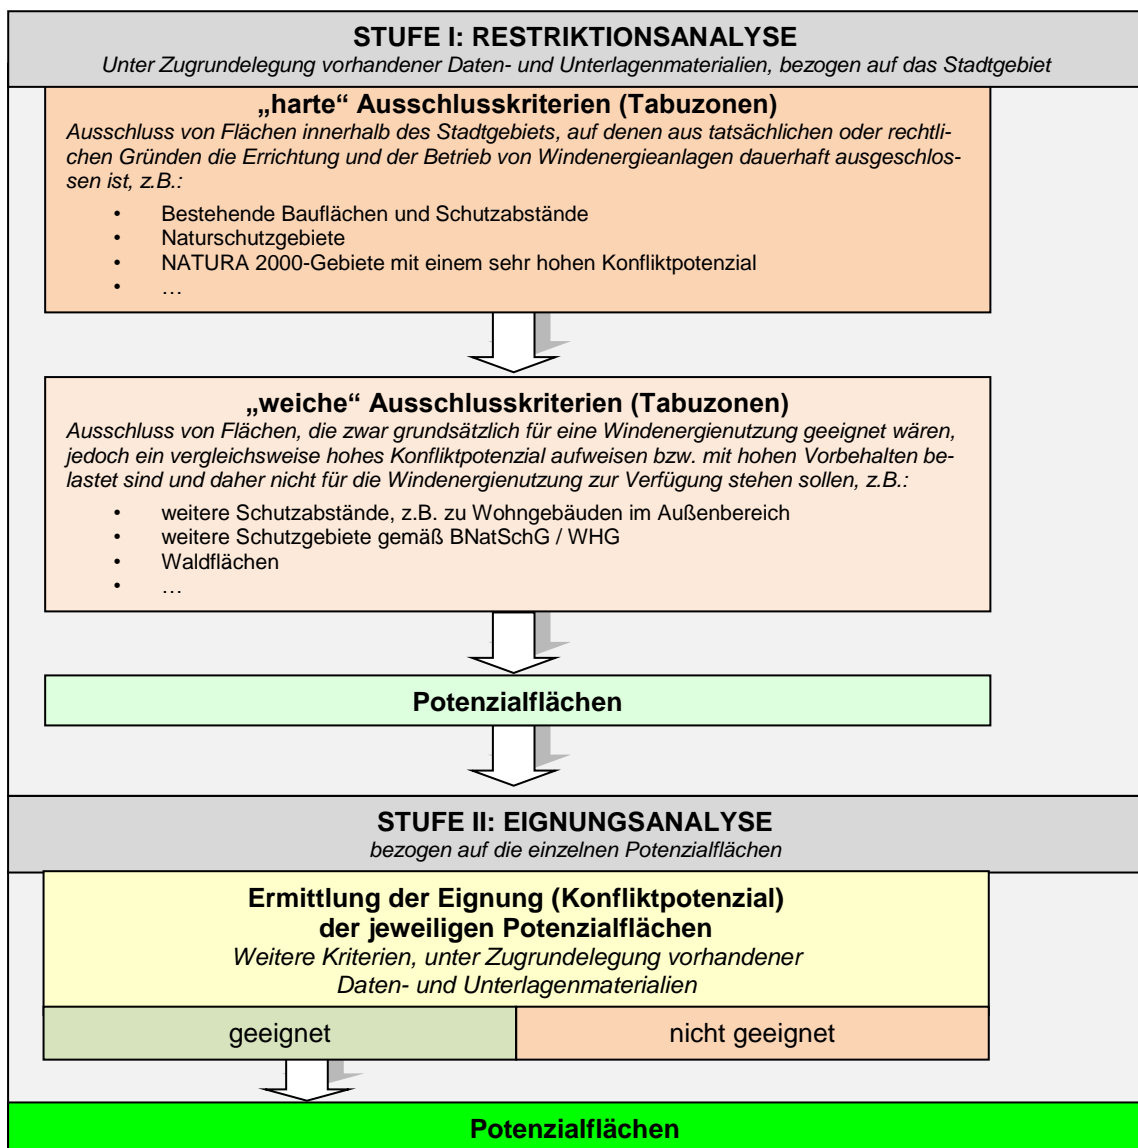 STUFE I: RESTRIKTIONSANALYSE
Unter Zugrundelegung vorhandener Daten- und Unterlagenmaterialien, bezogen auf das Stadtgebiet
„harte“ Ausschlusskriterien (Tabuzonen)
Ausschluss von Flächen innerhalb des Stadtgebiets, auf denen aus tatsächlichen oder rechtli-
chen Gründen die Errichtung und der Betrieb von Windenergieanlagen dauerhaft ausgeschlos-
sen ist, z.B.:
• Bestehende Bauflächen und Schutzabstände
• Naturschutzgebiete
• NATURA 2000-Gebiete mit einem sehr hohen Konfliktpotenzial
• …
„weiche“ Ausschlusskriterien (Tabuzonen)
Ausschluss von Flächen, die zwar grundsätzlich für eine Windenergienutzung geeignet wären,
jedoch ein vergleichsweise hohes Konfliktpotenzial aufweisen bzw. mit hohen Vorbehalten be-
lastet sind und daher nicht für die Windenergienutzung zur Verfügung stehen sollen, z.B.:
• weitere Schutzabstände, z.B. zu Wohngebäuden im Außenbereich
• weitere Schutzgebiete gemäß BNatSchG / WHG
• Waldflächen
• …
Potenzialflächen
STUFE II: EIGNUNGSANALYSE
bezogen auf die einzelnen Potenzialflächen
Ermittlung der Eignung (Konfliktpotenzial)
der jeweiligen Potenzialflächen
Weitere Kriterien, unter Zugrundelegung vorhandener
Daten- und Unterlagenmaterialien
geeignet
nicht geeignet
Potenzialflächen